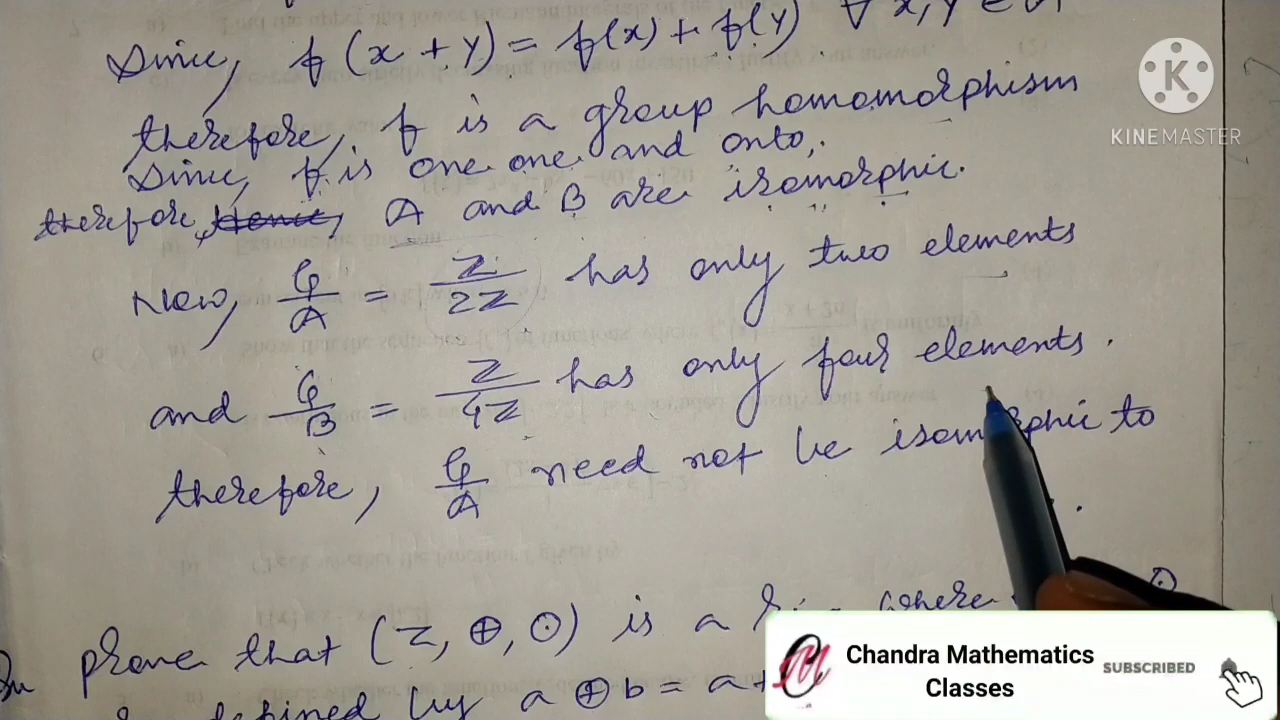 Since, f(x+y) = f(x) + f(y) ∀ x, y ∈
KINEMASTER
therefore, f is a group homomorphism
Since, f is one one and onto,
therefore, Hence, A and B are isomorphic.
Now, G/A = Z/2Z has only two elements
and G/B = Z/4Z has only four elements.
therefore, G/A need not be isomorphic to
prove that (Z, ⊕, ⊙) is a where
defined by a ⊕ b = a+
Chandra Mathematics
Classes
SUBSCRIBED